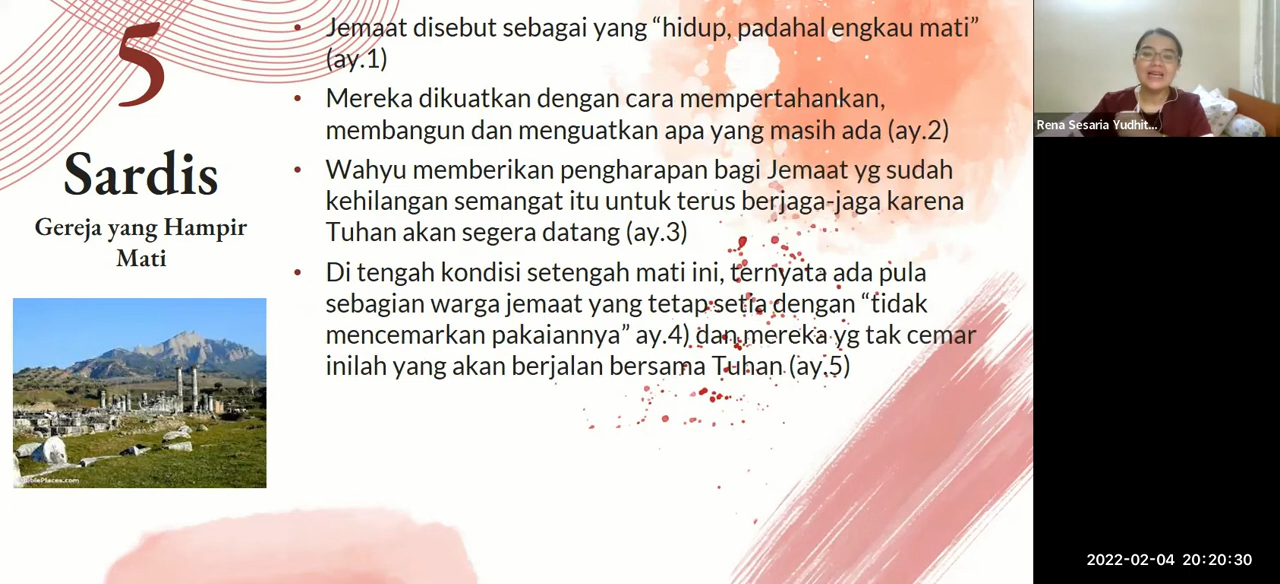 5
Sardis
Gereja yang Hampir
Mati
• Jemaat disebut sebagai yang “hidup, padahal engkau mati”
(ay.1)
• Mereka dikuatkan dengan cara mempertahankan,
membangun dan menguatkan apa yang masih ada (ay.2)
• Wahyu memberikan pengharapan bagi Jemaat yg sudah
kehilangan semangat itu untuk terus berjaga-jaga karena
Tuhan akan segera datang (ay.3)
• Di tengah kondisi setengah mati ini, ternyata ada pula
sebagian warga jemaat yang tetap setia dengan “tidak
mencemarkan pakaiannya” ay.4) dan mereka yg tak cemar
inilah yang akan berjalan bersama Tuhan (ay.5)
Rena Sesaria Yudhit...
2022-02-04 20:20:30